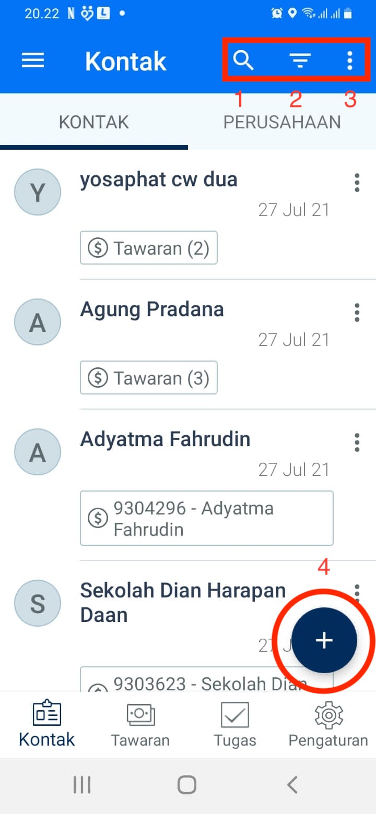 20.22 N L
Kontak
1 2 3
KONTAK PERUSAHAAN
Y
yosaphat cw dua
27 Jul 21
Tawaran (2)
A
Agung Pradana
27 Jul 21
Tawaran (3)
A
Adyatma Fahrudin
27 Jul 21
9304296 - Adyatma
Fahrudin
4
S
Sekolah Dian Harapan
Daan
27
9303623 - Sekolah Dian
Kontak Tawaran Tugas Pengaturan